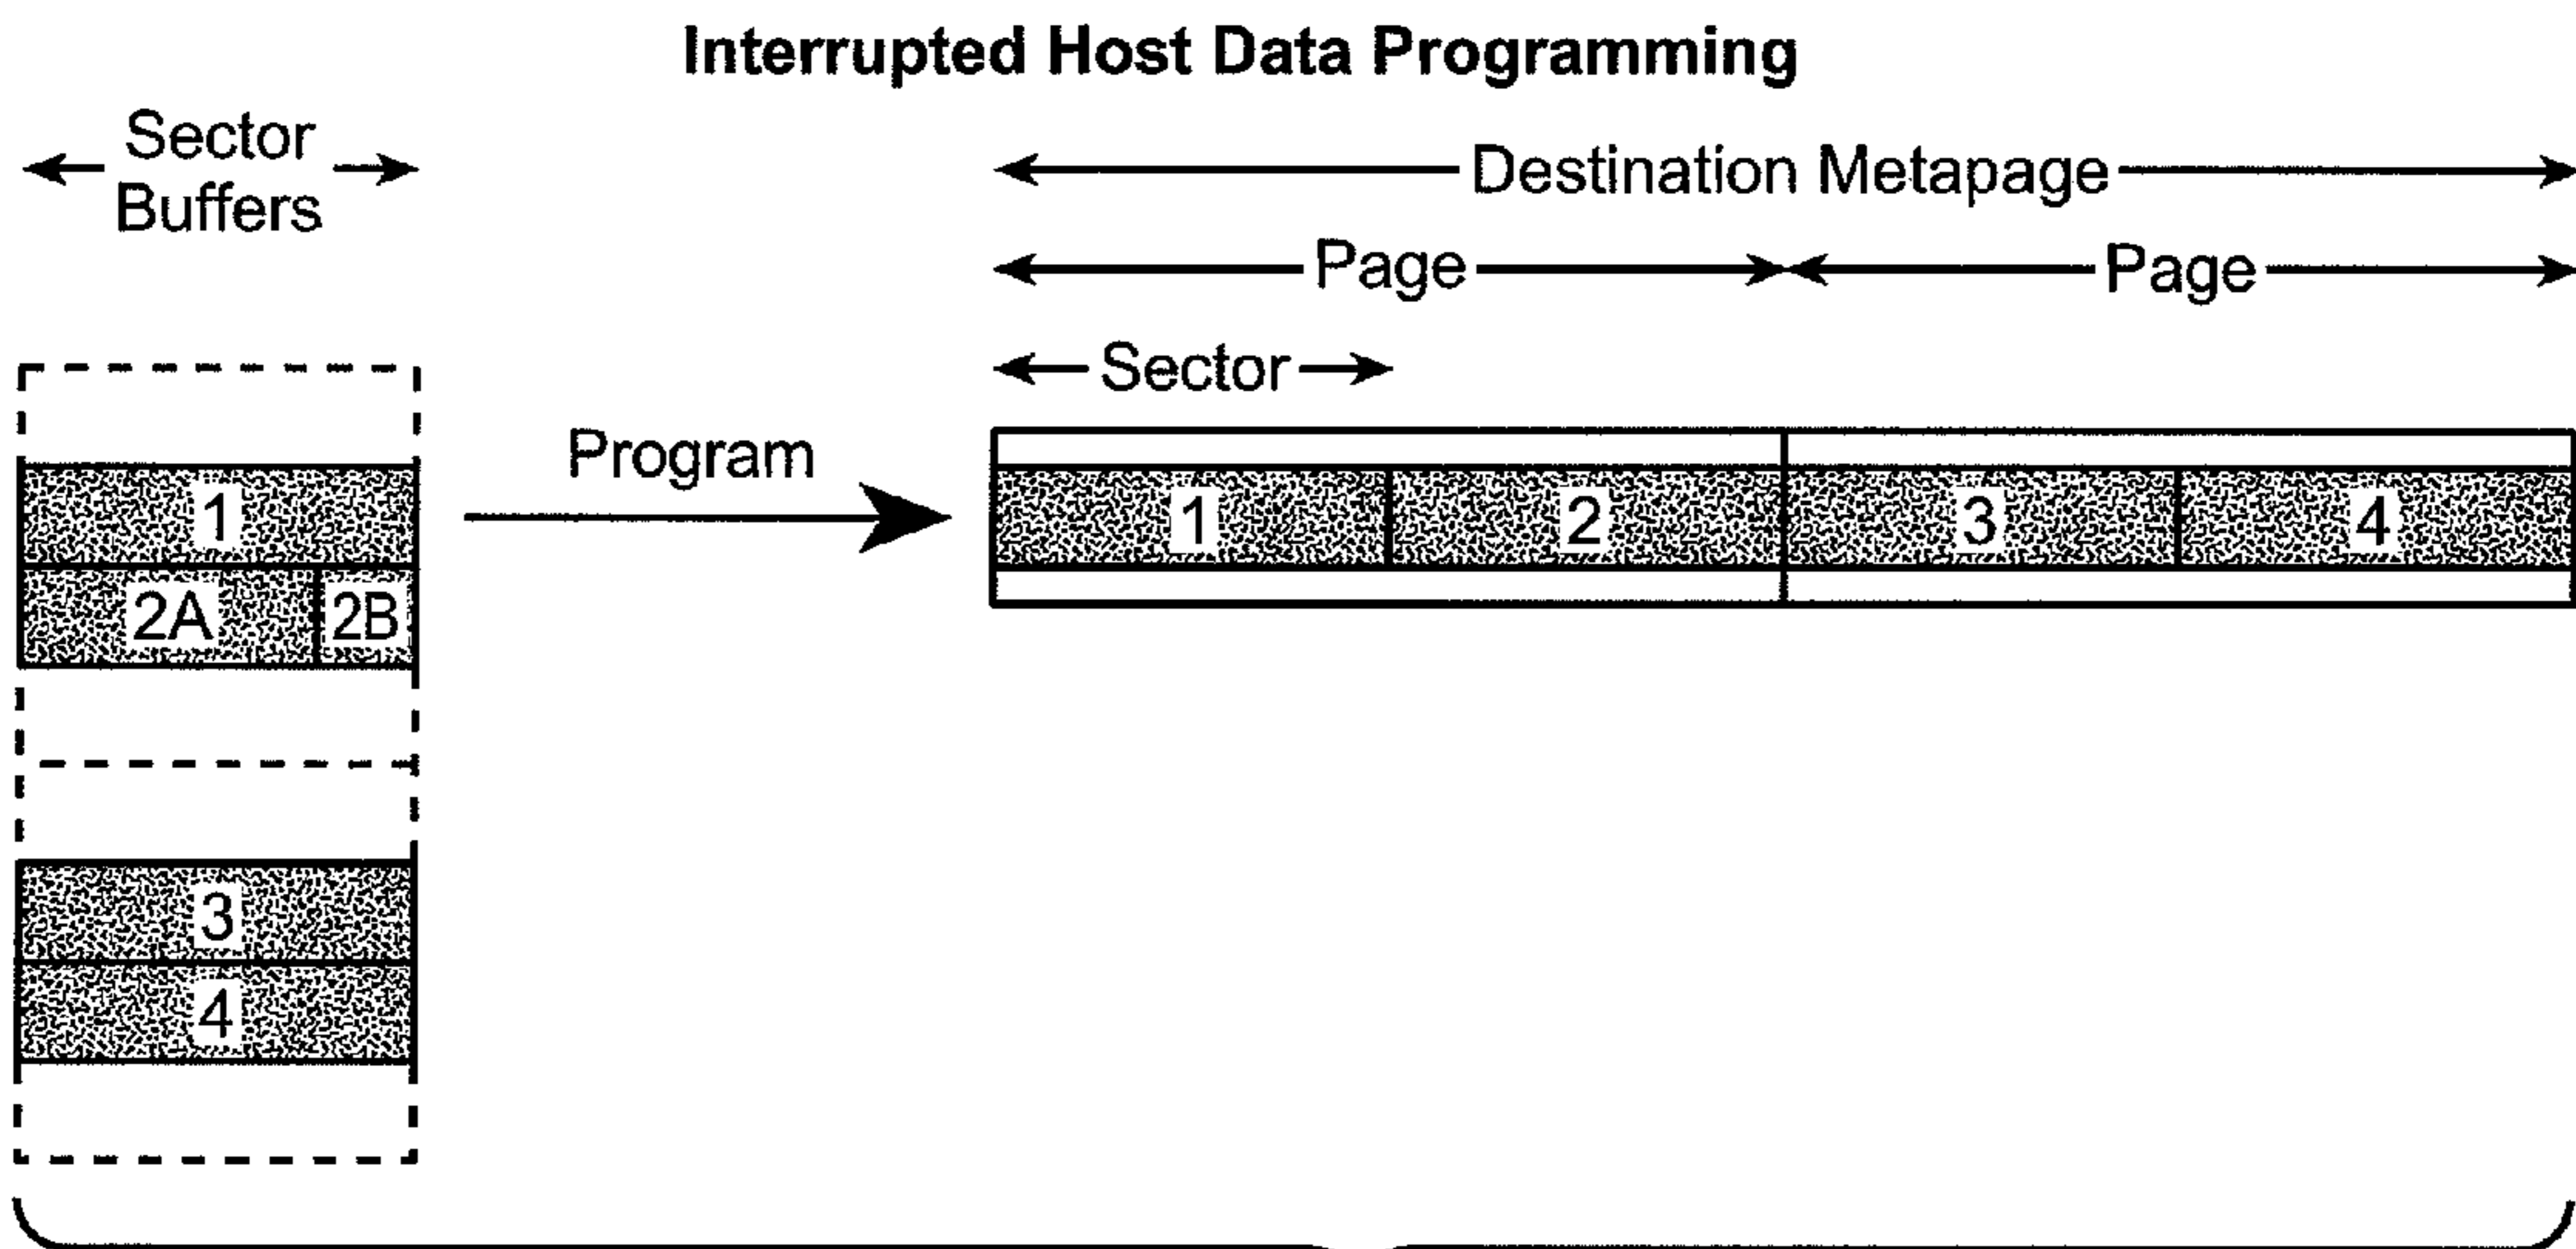 Interrupted Host Data Programming
Sector
Buffers
Destination Metapage
Page
Page
Sector
Program
1
2A
2B
3
4
1
2
3
4